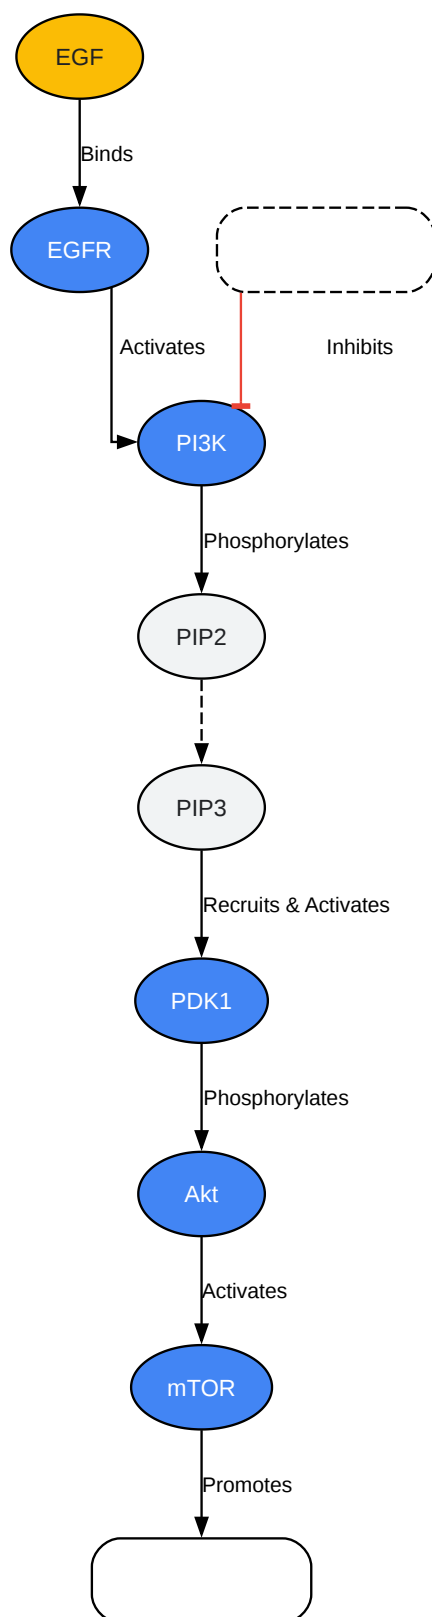 EGF
Binds
EGFR
Activates
Inhibits
PI3K
Phosphorylates
PIP2
PIP3
Recruits & Activates
PDK1
Phosphorylates
Akt
Activates
mTOR
Promotes